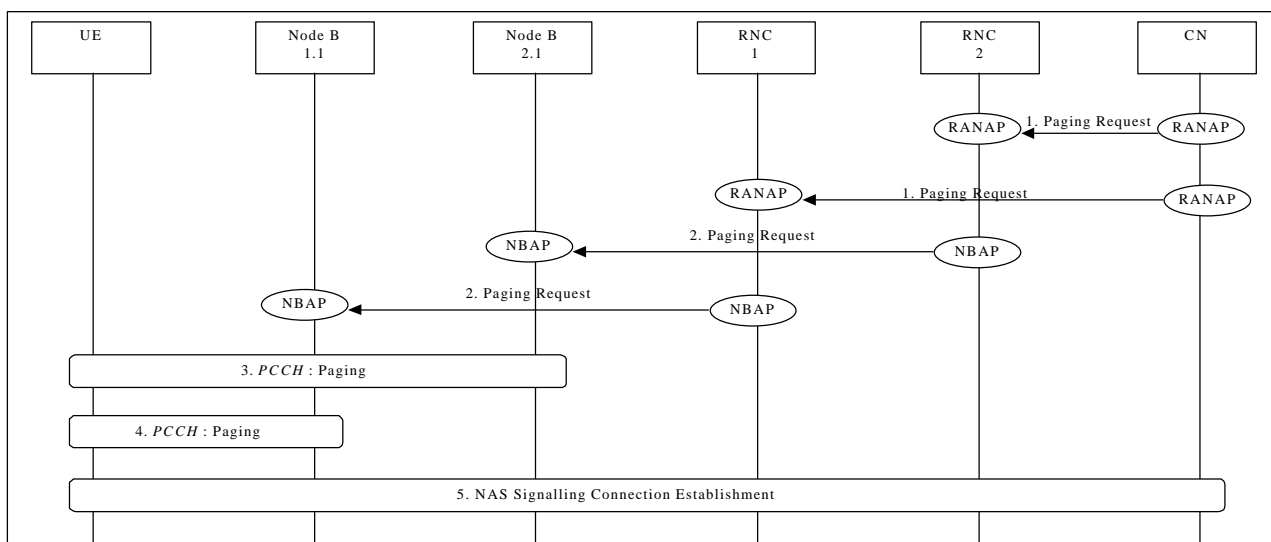 UE
Node B
1.1
Node B
2.1
RNC
1
RNC
2
CN
RANAP
1. Paging Request
RANAP
RANAP
1. Paging Request
RANAP
NBAP
2. Paging Request
NBAP
NBAP
2. Paging Request
NBAP
3. PCCH : Paging
4. PCCH : Paging
5. NAS Signalling Connection Establishment